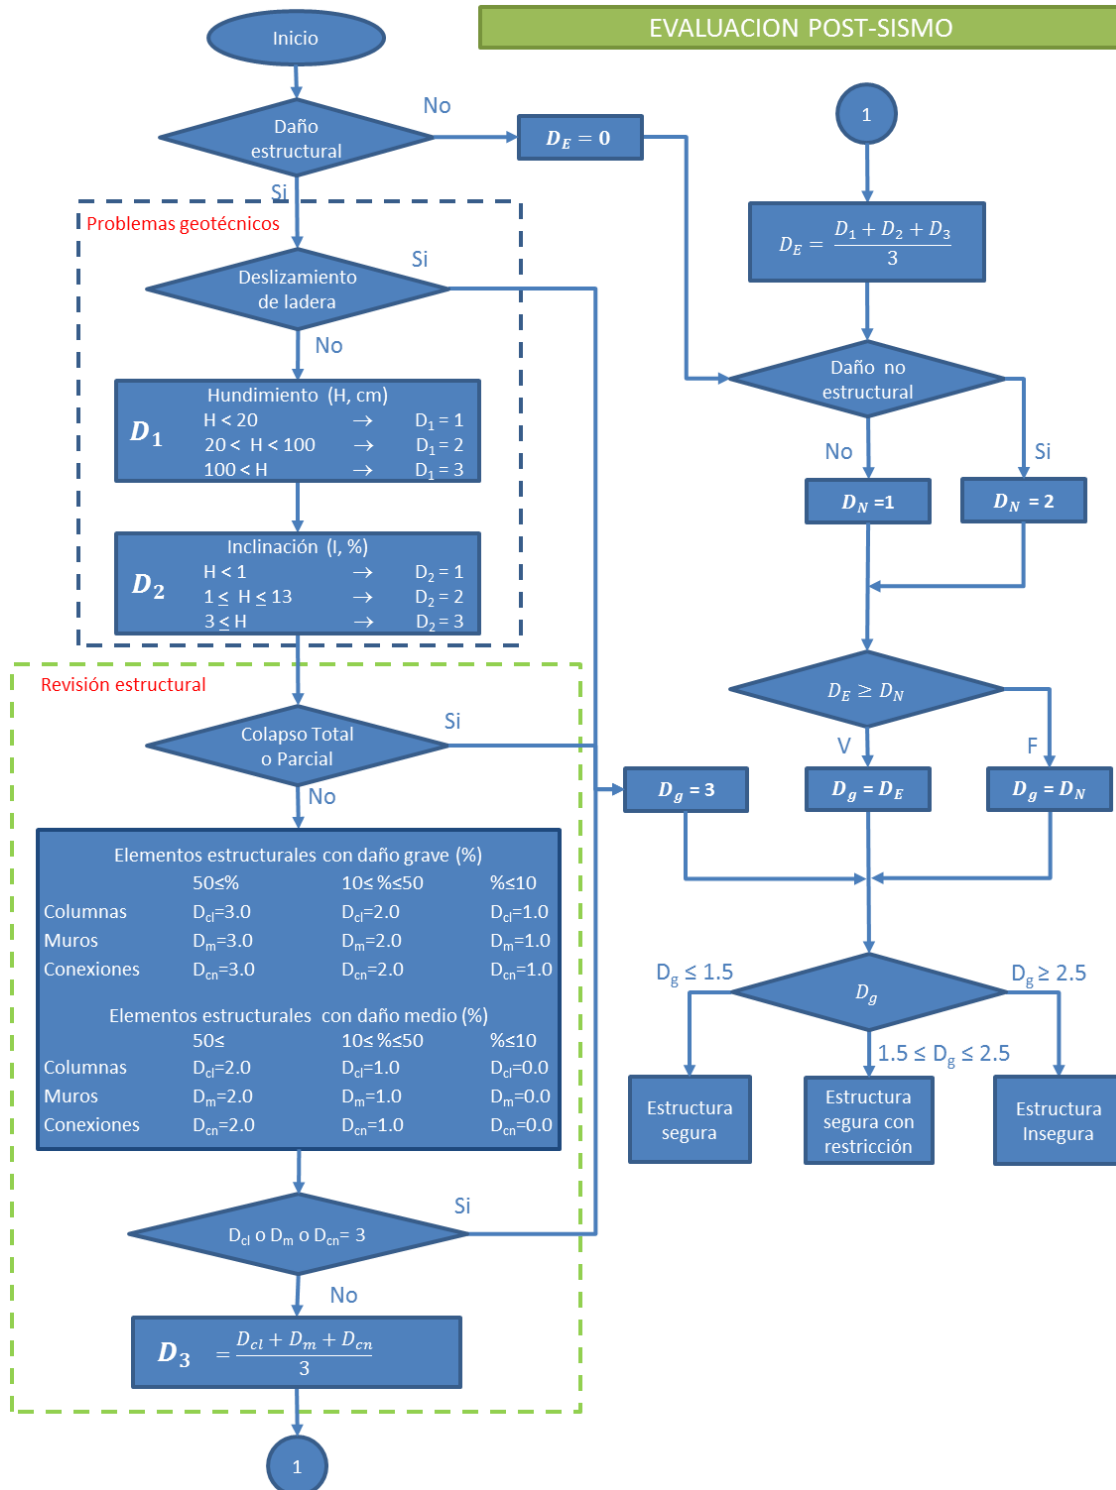 EVALUACION POST-SISMO
Inicio
Daño
estructural
No
D_E = 0
Si
Problemas geotécnicos
Deslizamiento
de ladera
Si
No
D_1
Hundimiento (H, cm)
H < 20 → D_1 = 1
20 < H < 100 → D_1 = 2
100 < H → D_1 = 3
D_2
Inclinación (I, %)
H < 1 → D_2 = 1
1 ≤ H ≤ 13 → D_2 = 2
3 ≤ H → D_2 = 3
Revisión estructural
Colapso Total
o Parcial
Si
No
Elementos estructurales con daño grave (%)
50≤% 10≤ %≤50 %≤10
Columnas D_cl=3.0 D_cl=2.0 D_cl=1.0
Muros D_m=3.0 D_m=2.0 D_m=1.0
Conexiones D_cn=3.0 D_cn=2.0 D_cn=1.0
Elementos estructurales con daño medio (%)
50≤ 10≤ %≤50 %≤10
Columnas D_cl=2.0 D_cl=1.0 D_cl=0.0
Muros D_m=2.0 D_m=1.0 D_m=0.0
Conexiones D_cn=2.0 D_cn=1.0 D_cn=0.0
D_cl o D_m o D_cn= 3
Si
No
D_3 = (D_cl + D_m + D_cn)/3
1
1
D_E = (D_1 + D_2 + D_3)/3
Daño no
estructural
No
Si
D_N =1
D_N = 2
D_E ≥ D_N
V
F
D_g = 3
D_g = D_E
D_g = D_N
D_g ≤ 1.5
D_g
D_g ≥ 2.5
1.5 ≤ D_g ≤ 2.5
Estructura
segura
Estructura
segura con
restricción
Estructura
Insegura